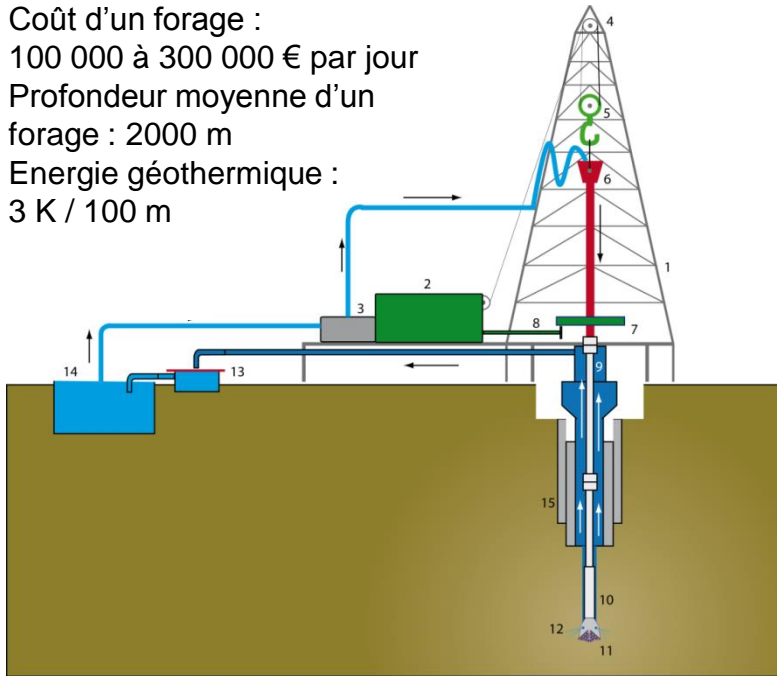 Coût d'un forage :
100 000 à 300 000 € par jour
Profondeur moyenne d'un
forage : 2000 m
Energie géothermique :
3 K / 100 m
4
5
6
1
2
3
8
7
14
13
9
15
10
12
11